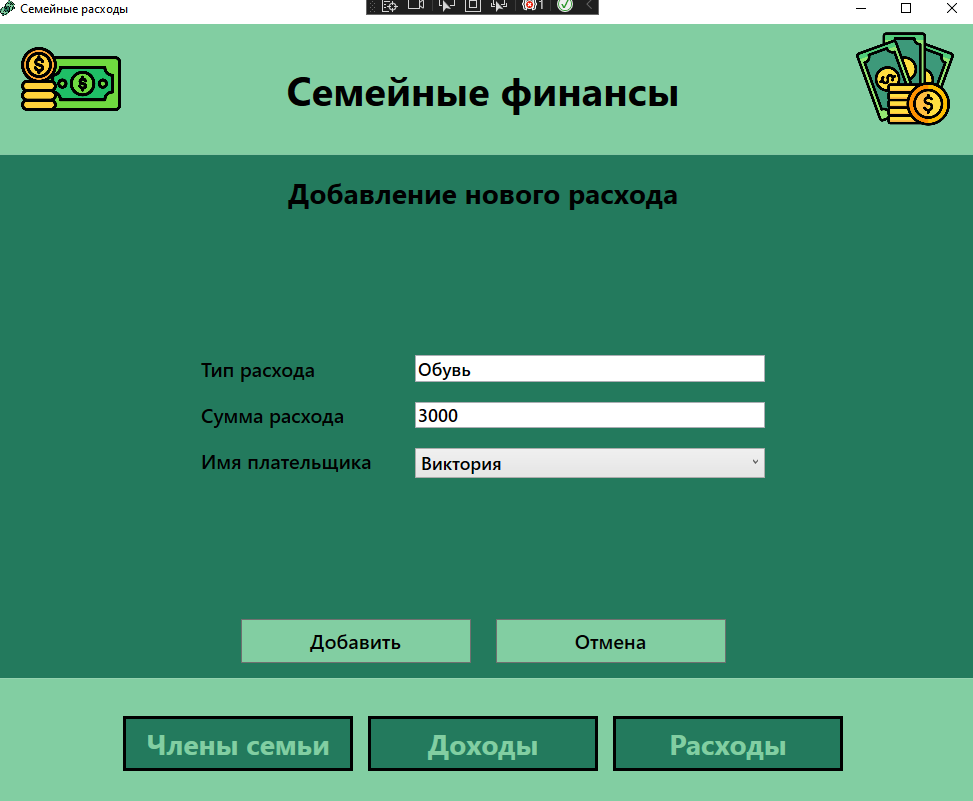 Семейные расходы
1
Семейные финансы
Добавление нового расхода
Тип расхода Обувь
Сумма расхода 3000
Имя плательщика Виктория
Добавить Отмена
Члены семьи Доходы Расходы